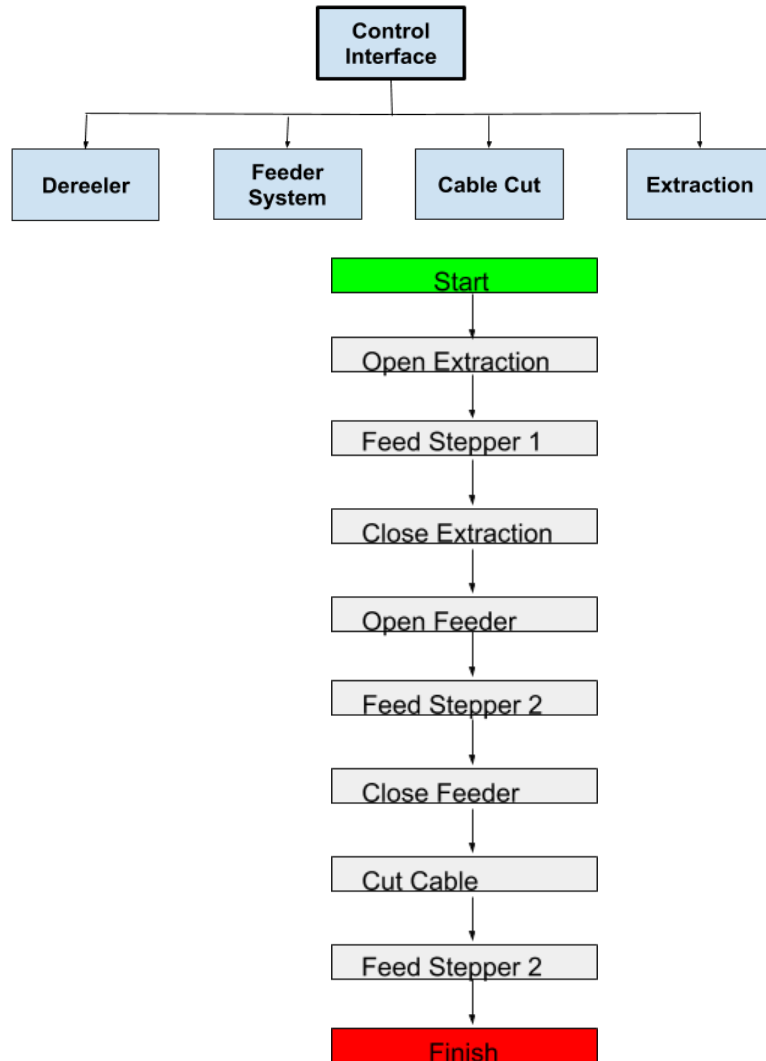 Control
Interface
Dereeler
Feeder
System
Cable Cut
Extraction
Start
Open Extraction
Feed Stepper 1
Close Extraction
Open Feeder
Feed Stepper 2
Close Feeder
Cut Cable
Feed Stepper 2
Finish